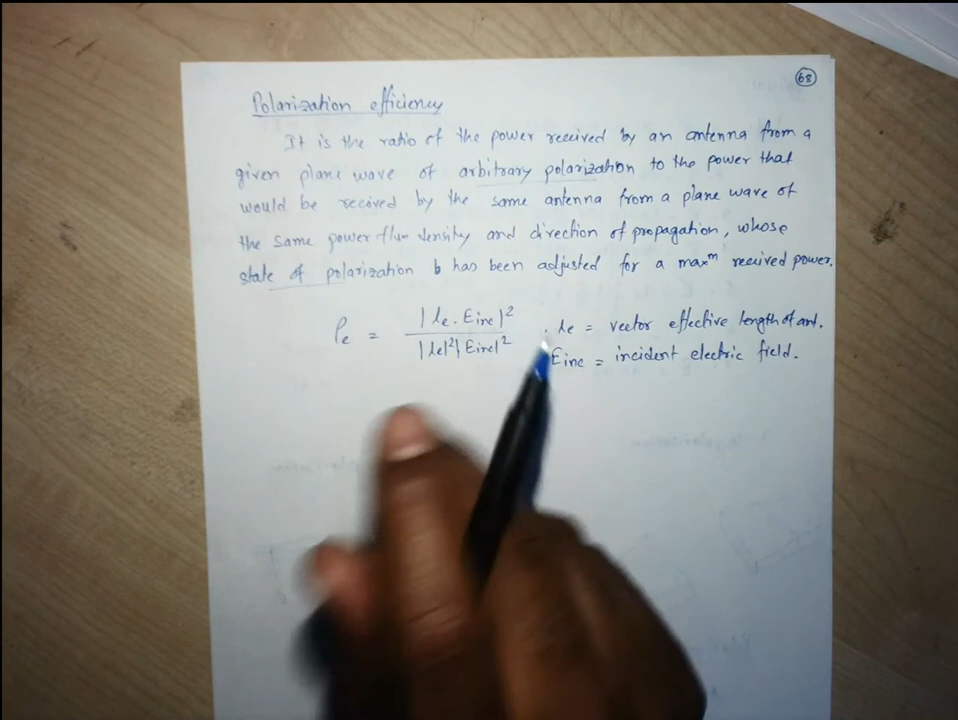 68
Polarization efficiency
It is the ratio of the power received by an antenna from a
given plane wave of arbitrary polarization to the power that
would be received by the same antenna from a plane wave of
the same power flux density and direction of propagation, whose
state of polarization b has been adjusted for a maxᵐ received power.
Pe = |le . Einc|² / |le|²|Einc|² . le = vector effective length of ant.
Einc = incident electric field.